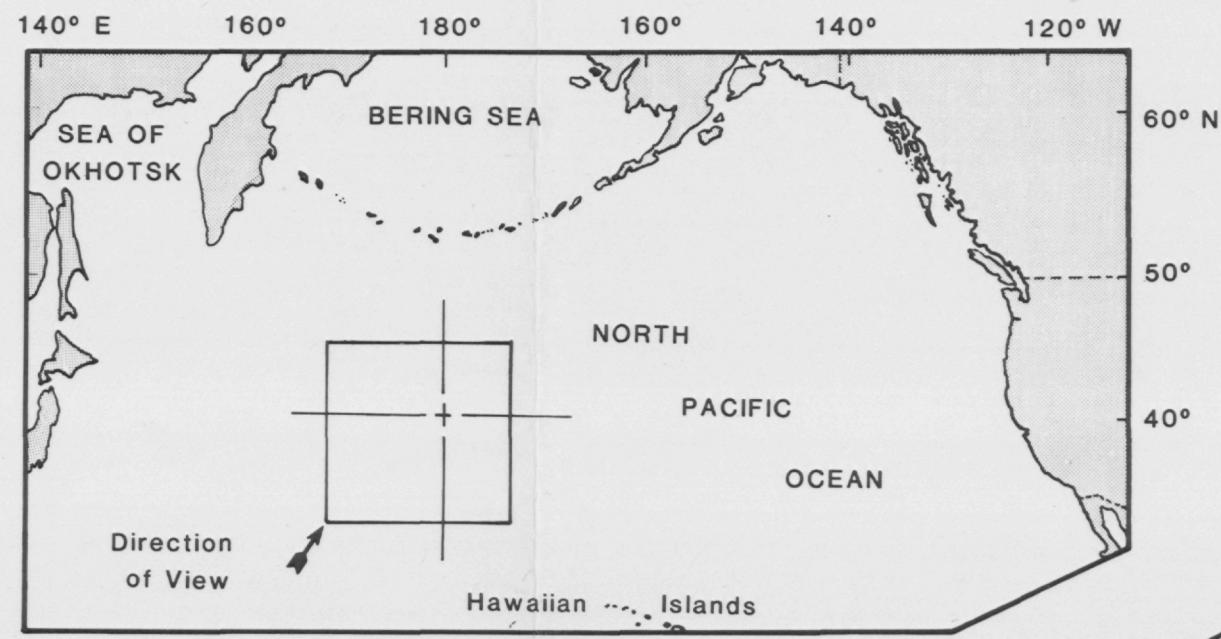 140° E 160° 180° 160° 140° 120° W
BERING SEA
60° N
SEA OF
OKHOTSK
50°
NORTH
PACIFIC
40°
OCEAN
Direction
of View
Hawaiian Islands